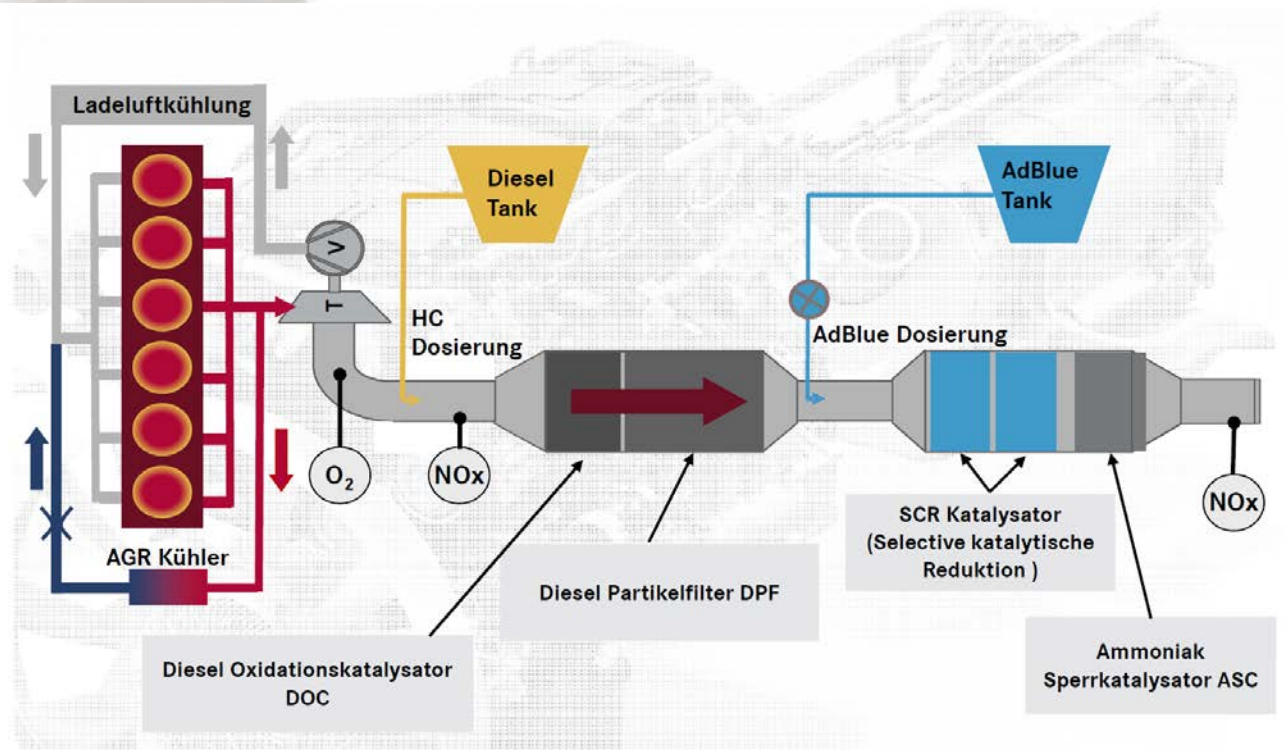 Ladeluftkühlung
Diesel
Tank
AdBlue
Tank
V
T
HC
Dosierung
AdBlue Dosierung
O₂
NOx
NOx
AGR Kühler
SCR Katalysator
(Selective katalytische
Reduktion )
Diesel Partikelfilter DPF
Diesel Oxidationskatalysator
DOC
Ammoniak
Sperrkatalysator ASC